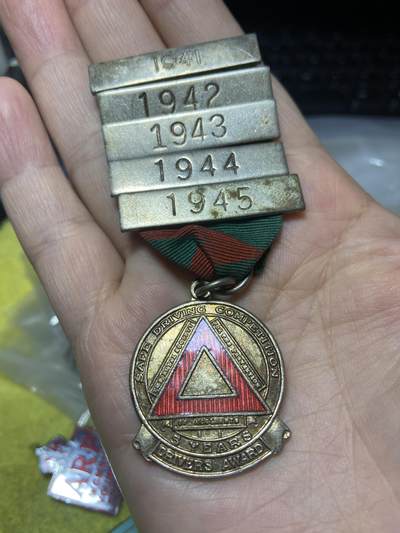 1941
1942
1943
1944
1945
SAFE DRIVING COMPETITION
5 YEARS
DRIVERS AWARD